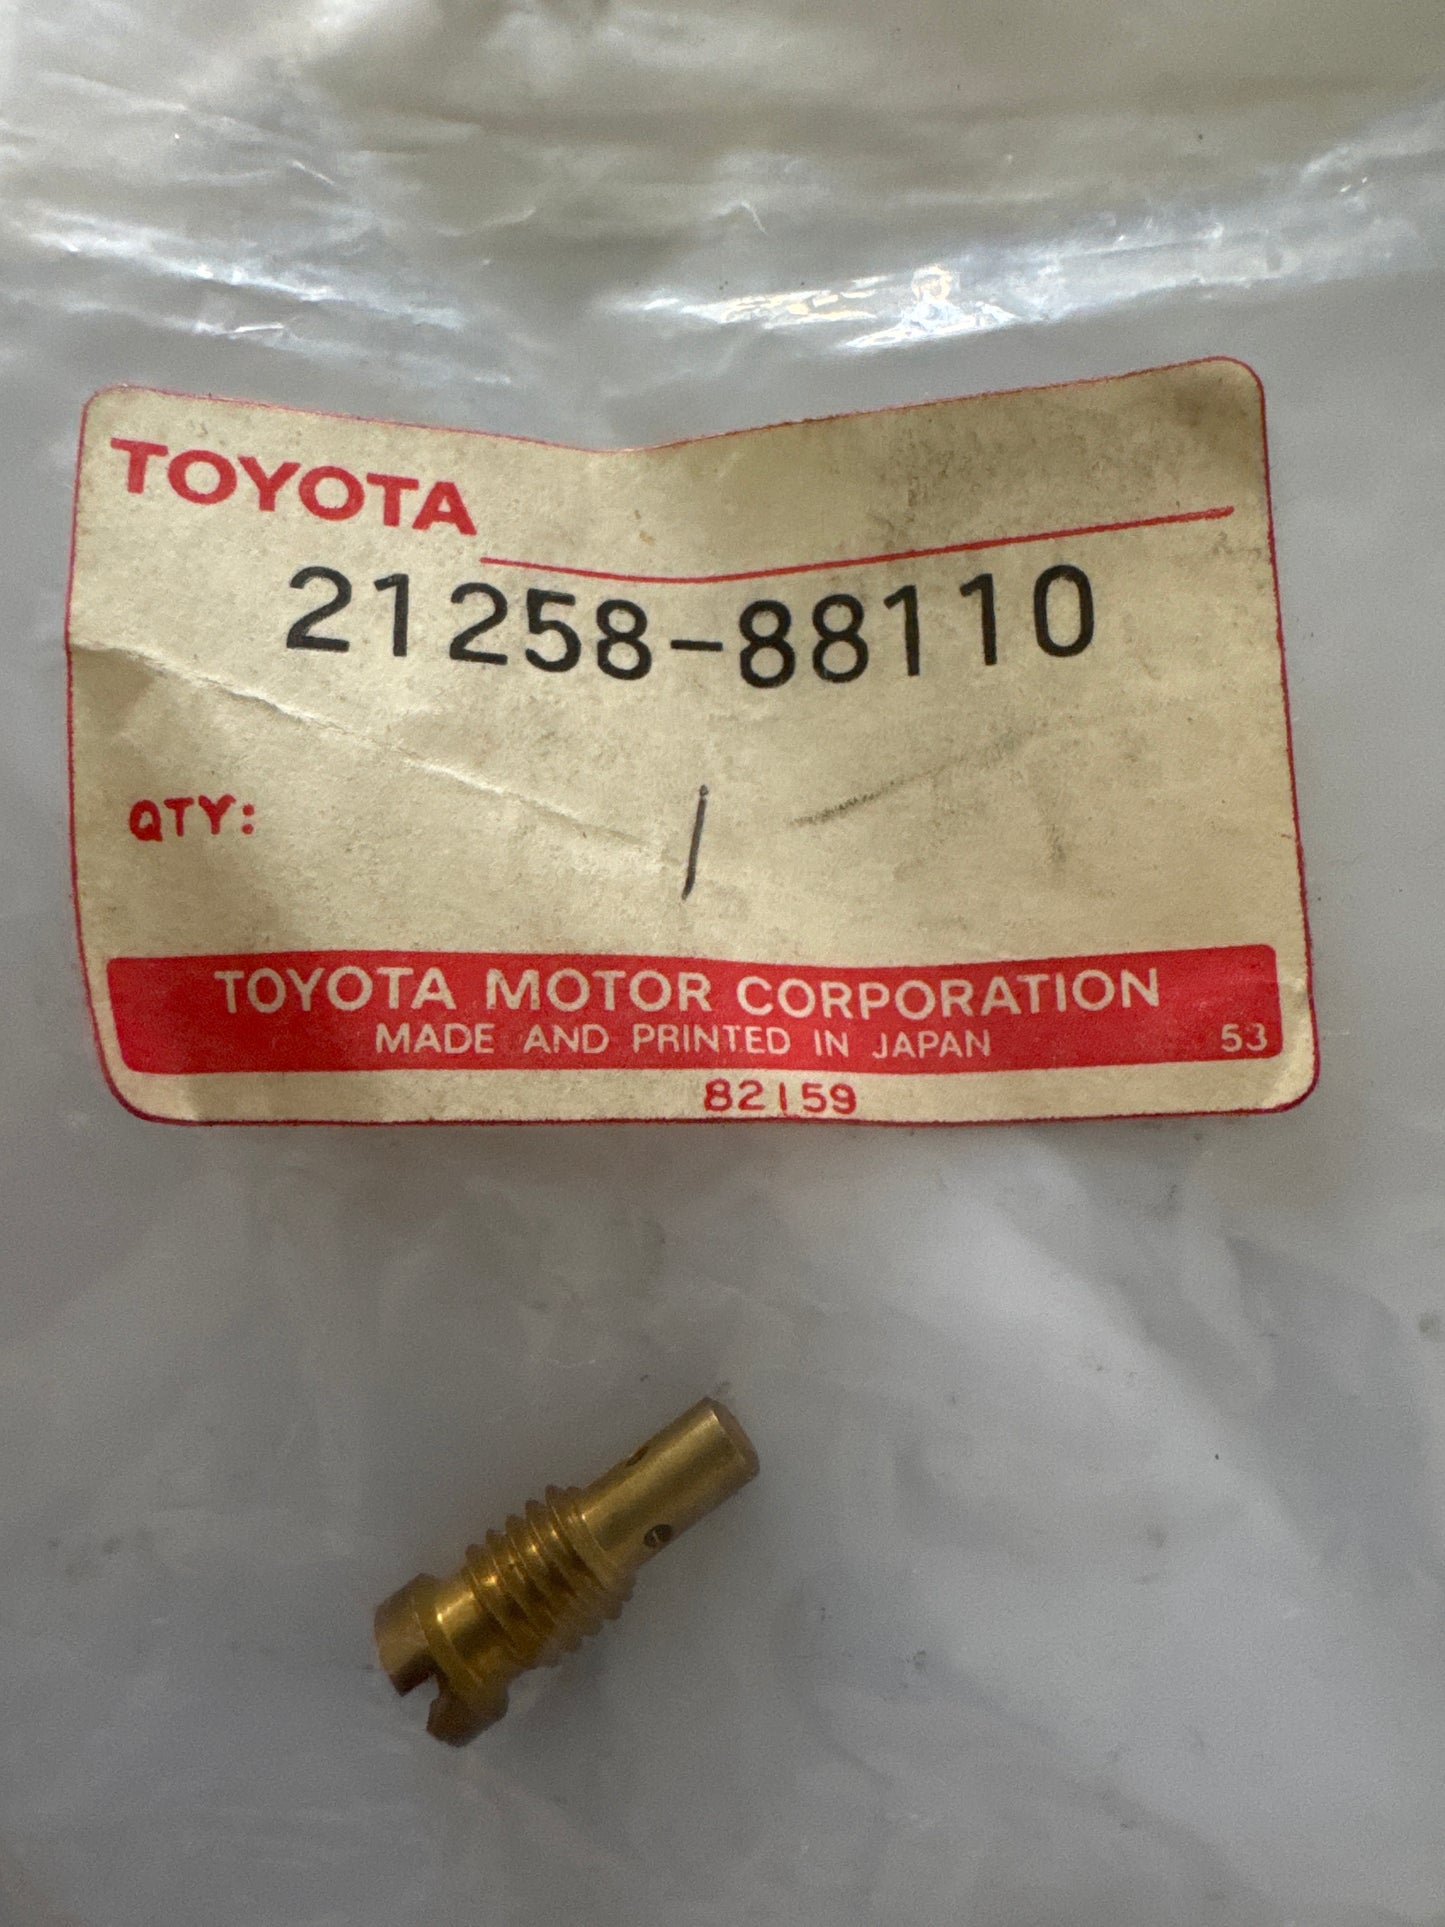 TOYOTA
21258-88110
QTY: 1
TOYOTA MOTOR CORPORATION
MADE AND PRINTED IN JAPAN 53
82159